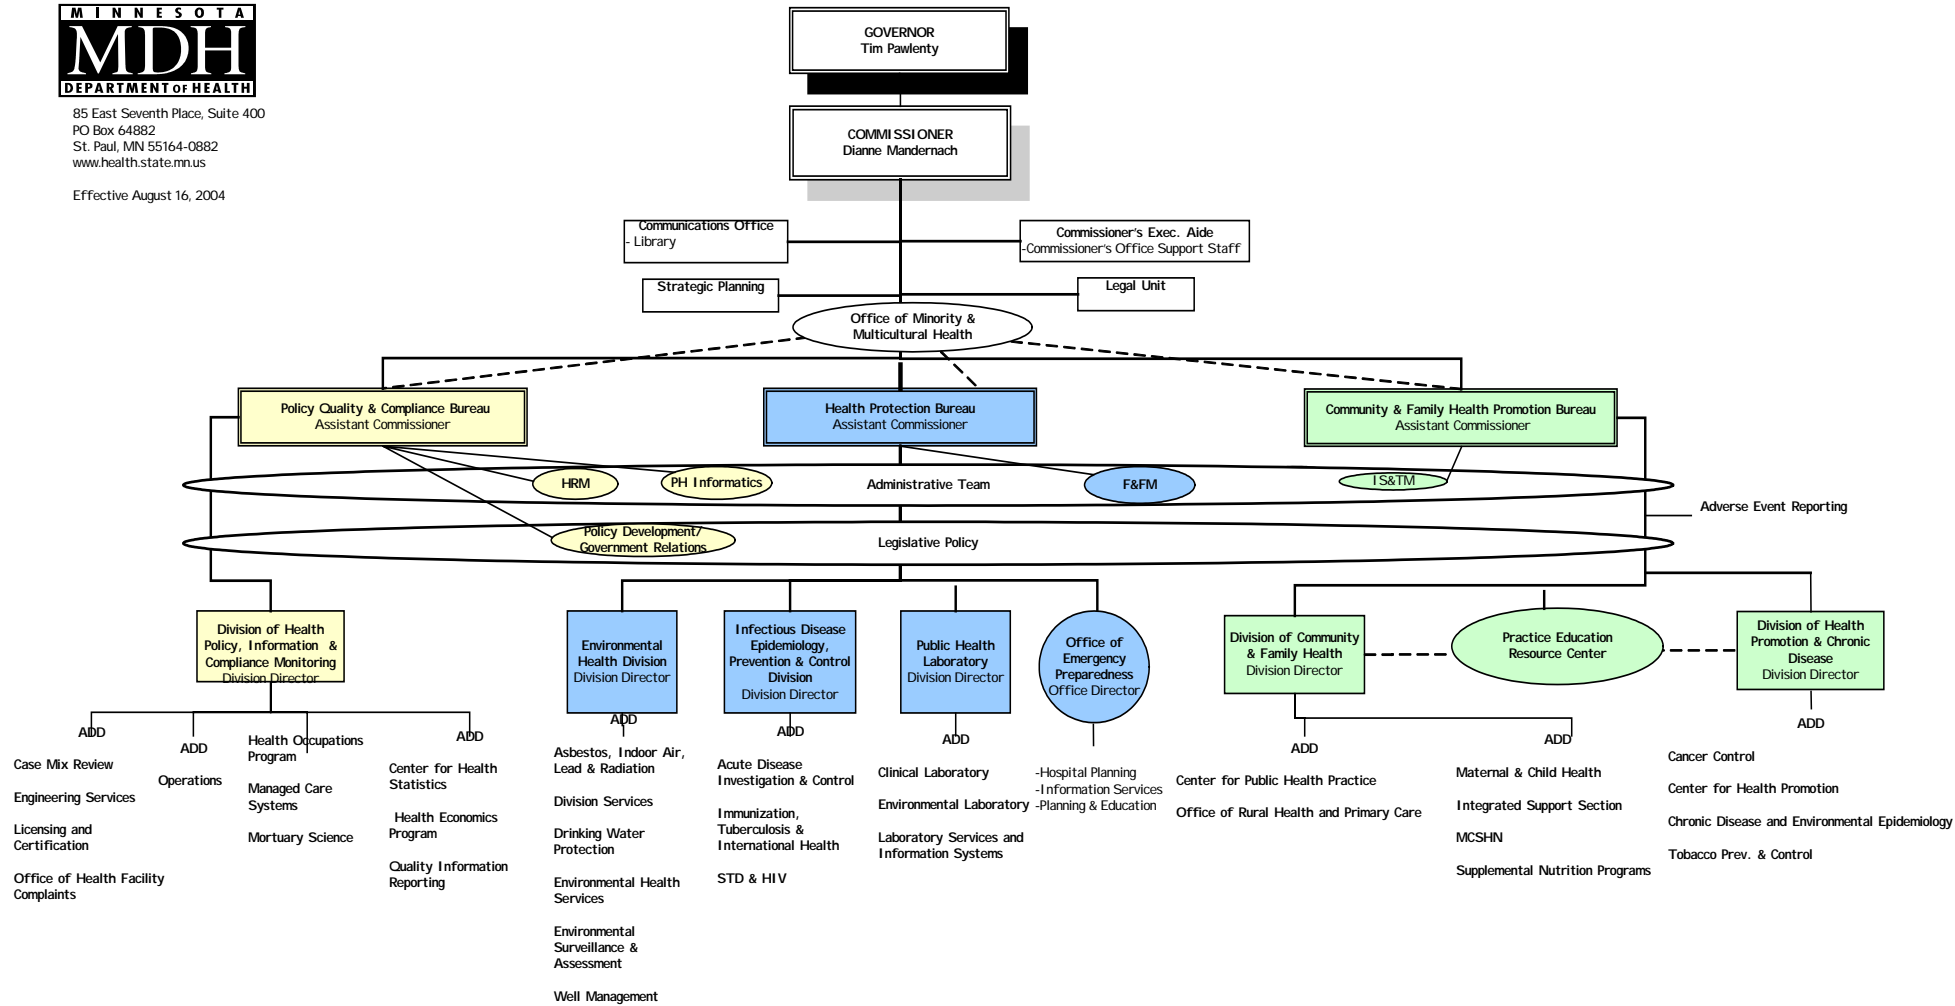 MINNESOTA
MDH
DEPARTMENT OF HEALTH
85 East Seventh Place, Suite 400
PO Box 64882
St. Paul, MN 55164-0882
www.health.state.mn.us
Effective August 16, 2004
GOVERNOR
Tim Pawlenty
COMMISSIONER
Dianne Mandernach
Communications Office
- Library
Commissioner's Exec. Aide
-Commissioner's Office Support Staff
Strategic Planning
Legal Unit
Office of Minority &
Multicultural Health
Policy Quality & Compliance Bureau
Assistant Commissioner
Health Protection Bureau
Assistant Commissioner
Community & Family Health Promotion Bureau
Assistant Commissioner
HRM
PH Informatics
Administrative Team
F&FM
IS&TM
Adverse Event Reporting
Policy Development/
Government Relations
Legislative Policy
Division of Health
Policy, Information &
Compliance Monitoring
Division Director
Environmental
Health Division
Division Director
Infectious Disease
Epidemiology,
Prevention & Control
Division
Division Director
Public Health
Laboratory
Division Director
Office of
Emergency
Preparedness
Office Director
Division of Community
& Family Health
Division Director
Practice Education
Resource Center
Division of Health
Promotion & Chronic
Disease
Division Director
ADD
Case Mix Review
Engineering Services
Licensing and
Certification
Office of Health Facility
Complaints
ADD
Operations
Health Occupations
Program
Managed Care
Systems
Mortuary Science
ADD
Center for Health
Statistics
Health Economics
Program
Quality Information
Reporting
ADD
Asbestos, Indoor Air,
Lead & Radiation
Division Services
Drinking Water
Protection
Environmental Health
Services
Environmental
Surveillance &
Assessment
Well Management
ADD
Acute Disease
Investigation & Control
Immunization,
Tuberculosis &
International Health
STD & HIV
ADD
Clinical Laboratory
Environmental Laboratory
Laboratory Services and
Information Systems
-Hospital Planning
-Information Services
-Planning & Education
ADD
Center for Public Health Practice
Office of Rural Health and Primary Care
ADD
Maternal & Child Health
Integrated Support Section
MCSHN
Supplemental Nutrition Programs
ADD
Cancer Control
Center for Health Promotion
Chronic Disease and Environmental Epidemiology
Tobacco Prev. & Control